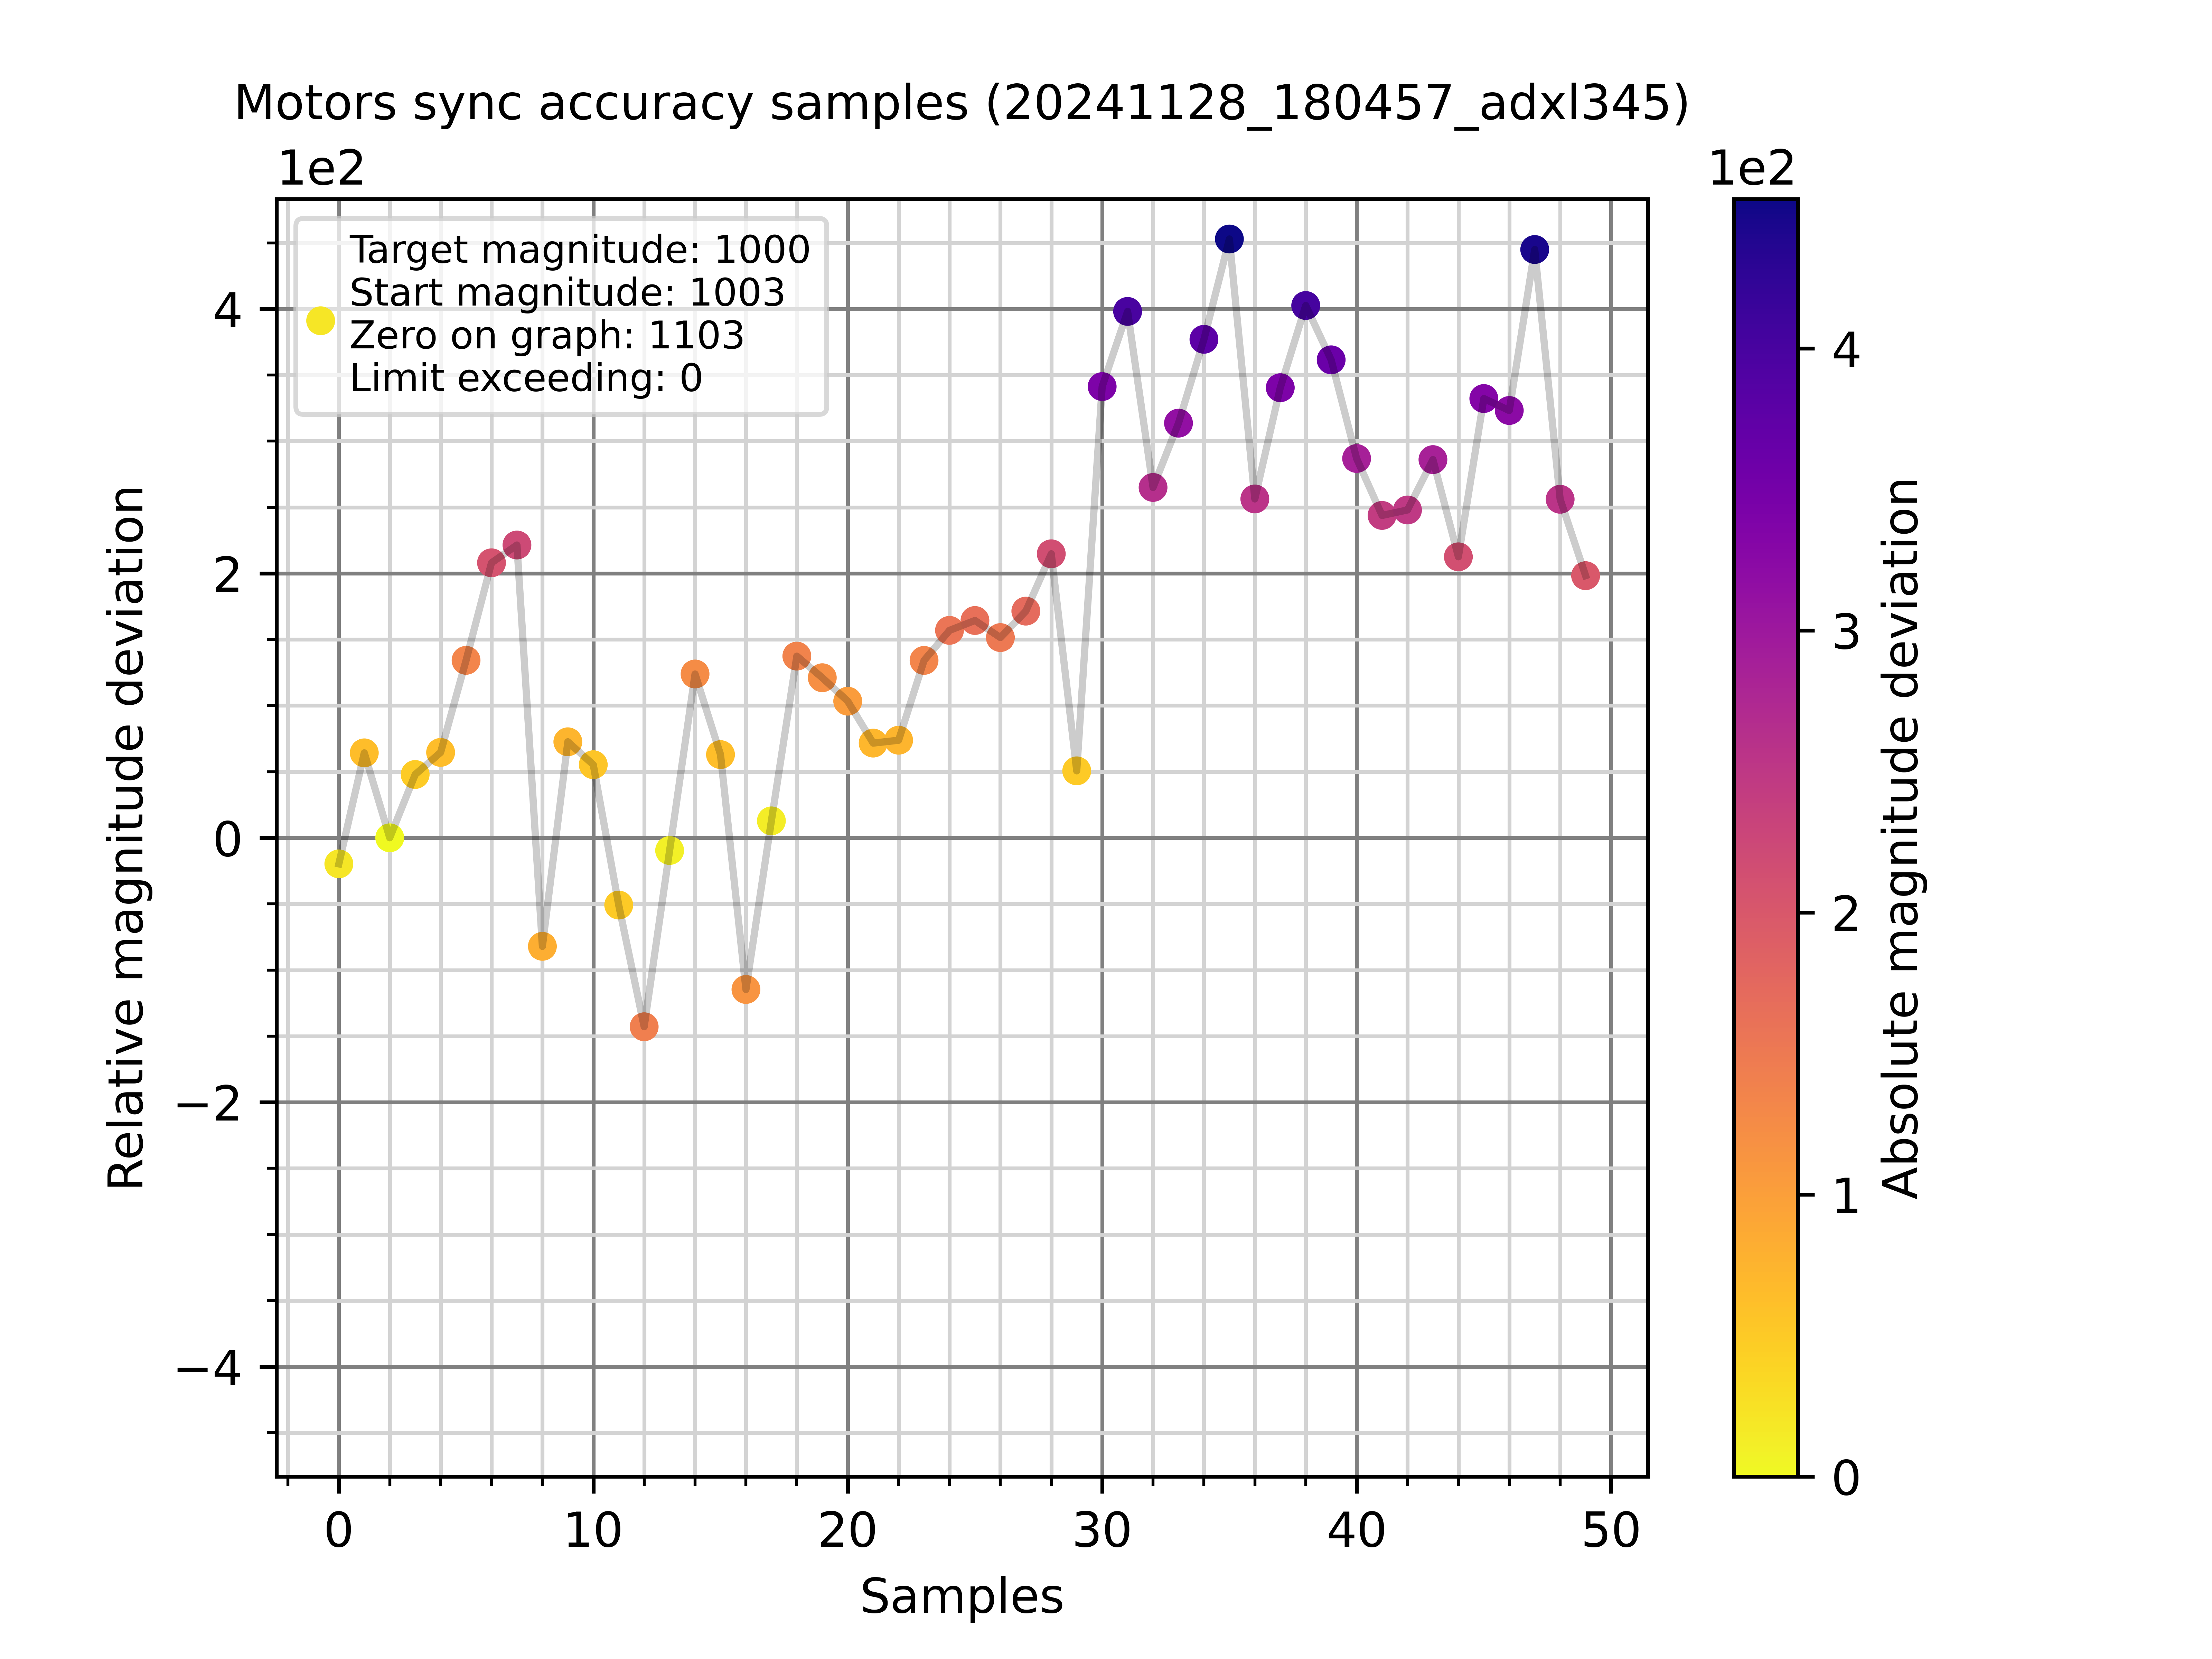 Motors sync accuracy samples (20241128_180457_adxl345)
1e2
1e2
Target magnitude: 1000
Start magnitude: 1003
Zero on graph: 1103
Limit exceeding: 0
4
2
0
−2
−4
Relative magnitude deviation
0 10 20 30 40 50
Samples
4
3
2
1
0
Absolute magnitude deviation